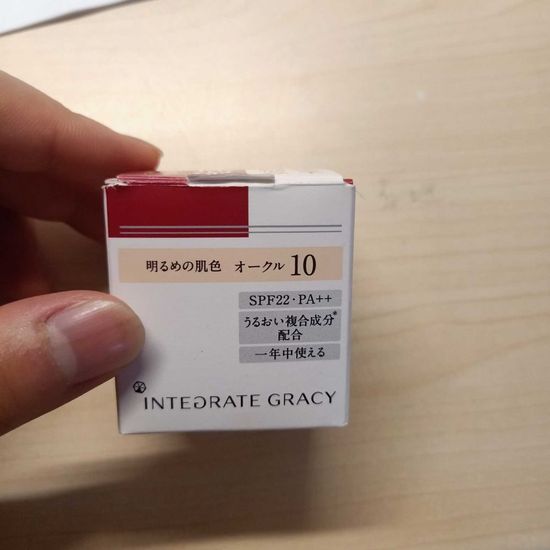 明るめの肌色 オークル 10
SPF22・PA++
うるおい複合成分*
配合
一年中使える
INTEGRATE GRACY